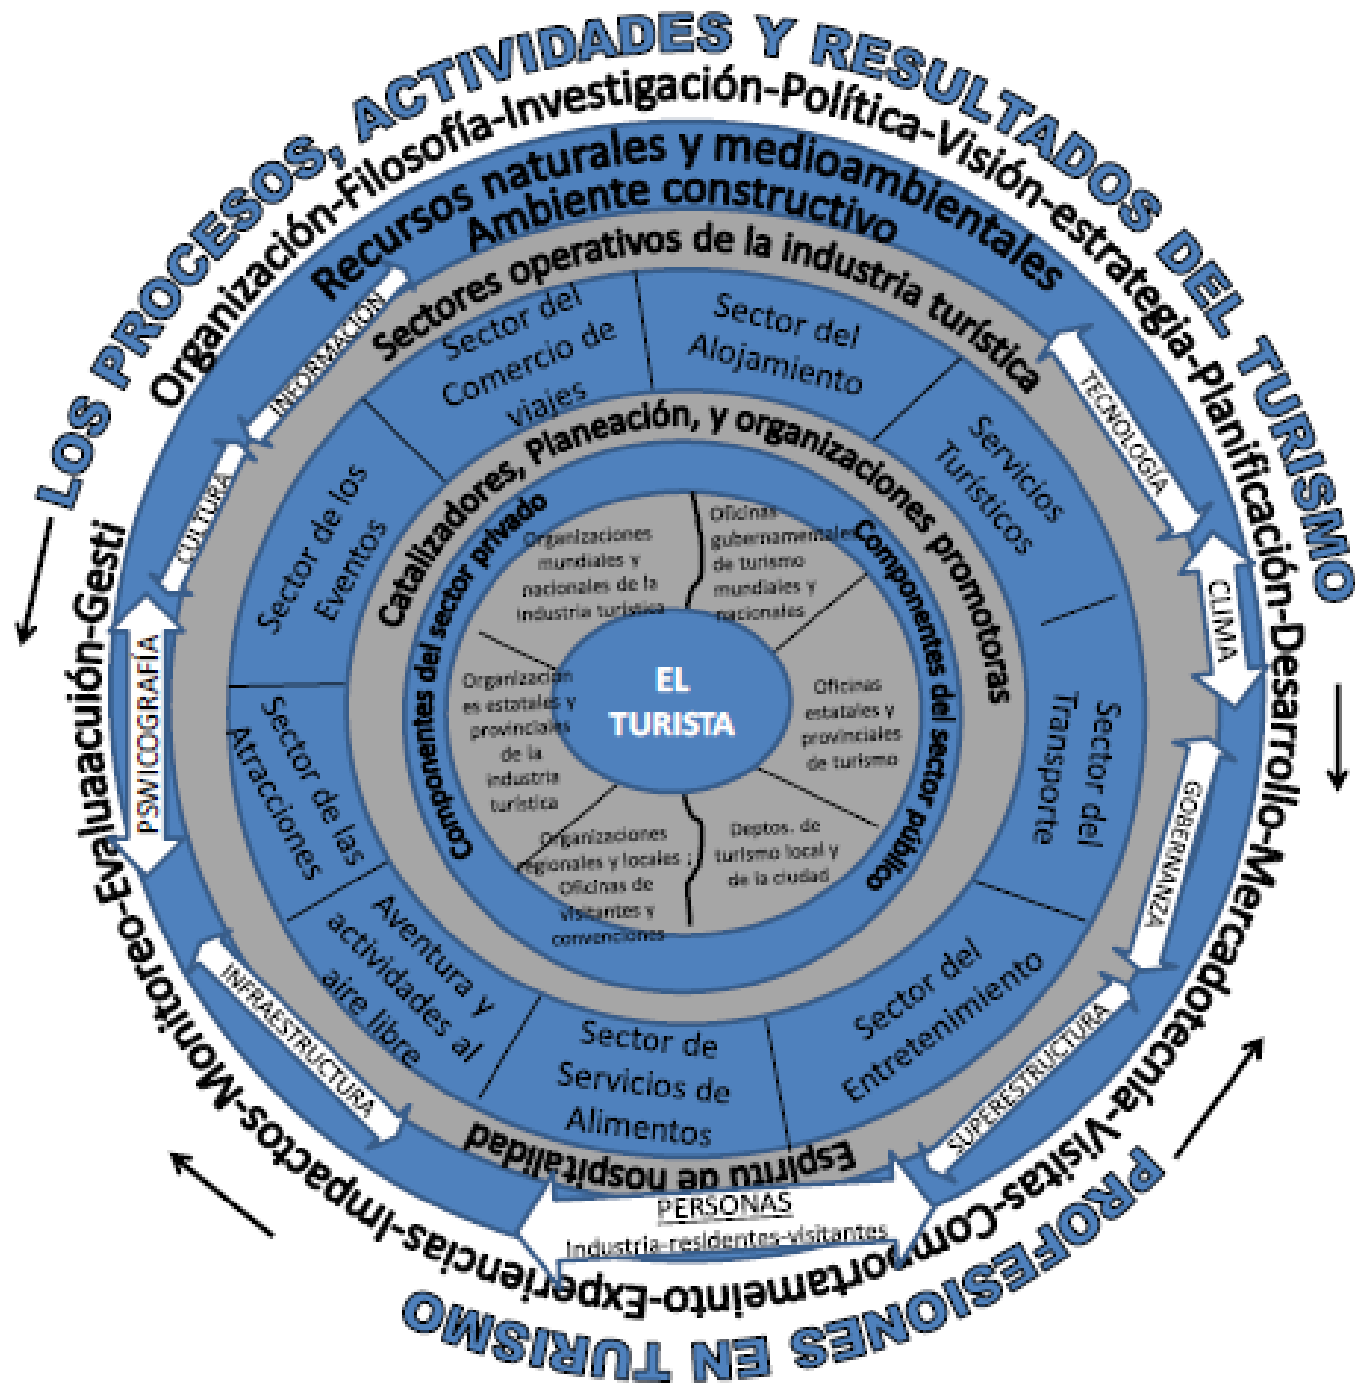 LOS PROCESOS, ACTIVIDADES Y RESULTADOS DEL TURISMO
Organización-Filosofía-Investigación-Política-Visión-estrategia-Planificación-Desarrollo-Mercadotecnía-Visitas-Comportameinto-Experiencias-Impactos-Monitoreo-Evaluaacuión-Gesti
Recursos naturales y medioambientales
Ambiente constructivo
Sectores operativos de la industria turística
INFORMACIÓN
CULTURA
PSWICOGRAFÍA
INFRAESTRUCTURA
TECNOLOGÍA
CLIMA
GOBERNANZA
SUPERESTRUCTURA
Sector del
Comercio de
viajes
Sector del
Alojamiento
Servicios
Turísticos
Sector del
Transporte
Sector del
Entretenimiento
Sector de
Servicios de
Alimentos
Aventura y
actividades al
aire libre
Sector de las
Atracciones
Sector de los
Eventos
Catalizadores, Planeación, y organizaciones promotoras
Componentes del sector privado
Componentes del sector público
Organizaciones
mundiales y
nacionales de la
industria turística
Oficinas
gubernamentales
de turismo
mundiales y
nacionales
Organizacion
es estatales y
provinciales
de la
industria
turística
EL
TURISTA
Oficinas
estatales y
provinciales
de turismo
Organizaciones
regionales y locales ;
Oficinas de
visitantes y
convenciones
Deptos. de
turismo local y
de la ciudad
Espíritu de hospitalidad
PERSONAS
Industria-residentes-visitantes
PROFESIONES EN TURISMO